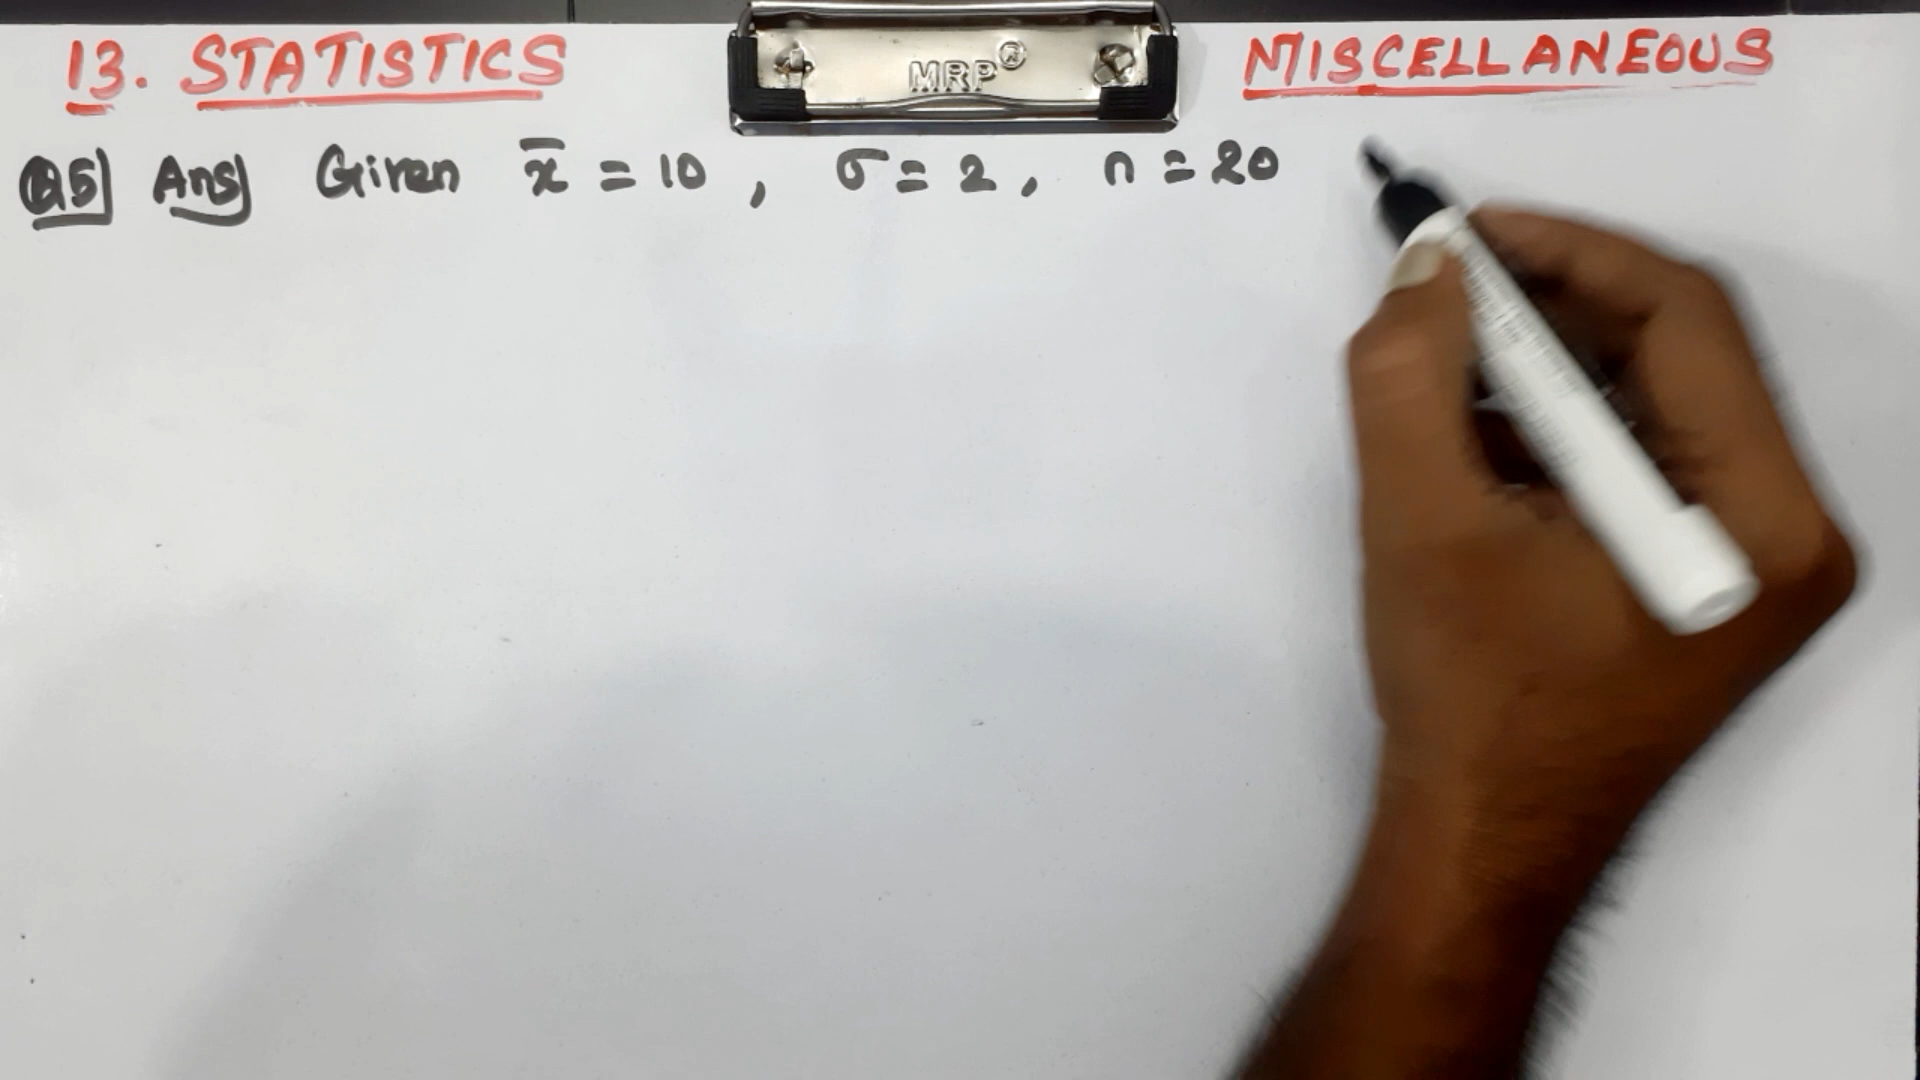 13. STATISTICS
MRP®
MISCELLANEOUS
Q5] Ans] Given x̄ = 10, σ = 2, n = 20